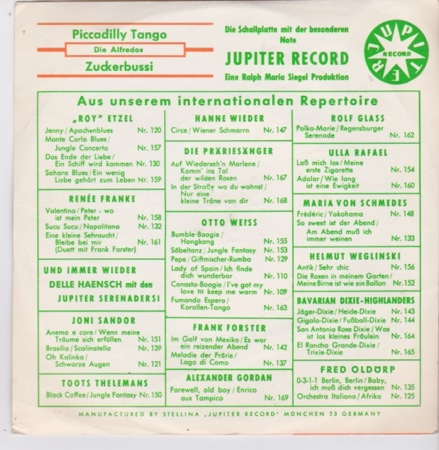 Piccadilly Tango
Die Alfredos
Zuckerbussi
Die Schallplatte mit der besonderen
Note
JUPITER RECORD
Eine Ralph Maria Siegel Produktion
JUPITER
RECORD
Aus unserem internationalen Repertoire
„ROY" ETZEL
Jenny / Apachenblues Nr. 120
Monte Carlo Blues/
Jungle Concerto Nr. 157
Das Ende der Liebe/
Ein Schiff wird kommen Nr. 130
Sahara Blues / Ein wenig
Liebe gehört zum Leben Nr. 159
RENÉE FRANKE
Valentino / Peter - wo
ist mein Peter Nr. 158
Sucu Sucu / Napolitana Nr. 132
Eine kleine Sehnsucht /
Bleibe bei mir Nr. 161
(Duett mit Frank Forster)
UND IMMER WIEDER
DELLE HAENSCH mit den
JUPITER SERENADERS!
JONI SANDOR
Anema e core / Wenn meine
Träume sich erfüllen Nr. 151
Brasilia / Scalinatella Nr. 129
Oh Kalinka /
Schwarze Augen Nr. 121
TOOTS THELEMANS
Black Coffee / Jungle Fantasy Nr. 150
HANNE WIEDER
Circe / Wiener Schmarrn Nr. 147
DIE PRÄRIESÄNGER
Auf Wiederseh'n Marlene /
Komm' ins Tal
der wilden Rosen Nr. 167
In der Straße wo du wohnst /
Nur eine
kleine Träne von dir Nr. 168
OTTO WEISS
Bumble-Boogie /
Hongkong Nr. 155
Säbeltanz / Jungle Fantasy Nr. 153
Pepe / Giftmischer-Rumba Nr. 129
Lady of Spain / Ich finde
dich wunderbar Nr. 110
Canasta-Boogie / I've got my
love to keep me warm Nr. 109
Fumando Espero /
Korallen-Tango Nr. 163
FRANK FORSTER
Im Golf von Mexiko / Es war
ein reizender Abend Nr. 142
Melodie der Prärie/
Lago di Como Nr. 137
ALEXANDER GORDAN
Farewell, old boy / Enrico
aus Tampico Nr. 169
ROLF GLASS
Polka-Marie / Regensburger
Serenade Nr. 162
ULLA RAFAEL
Laß mich los / Meine
erste Zigarette Nr. 154
Adolar / Wie lang
ist eine Ewigkeit Nr. 160
MARIA VON SCHMEDES
Frédéric / Yokohama Nr. 148
So sweet ist der Abend /
Am Abend muß ich
immer weinen Nr. 133
HELMUT WEGLINSKI
Antik / Sehr chic Nr. 156
Die Rosen in meinem Garten /
Meine Birne ist wie ein Ballon Nr. 152
BAVARIAN DIXIE-HIGHLANDERS
Jäger-Dixie / Heide-Dixie Nr. 143
Gigolo-Dixie / Fußball-Dixie Nr. 144
San Antonio Rose Dixie / Was
ist los kleines Fräulein Nr. 164
El Rancho Grande-Dixie /
Trixie-Dixie Nr. 165
FRED OLDÖRP
0-3-1-1 Berlin, Berlin / Baby,
ich muß dich vergessen Nr. 135
Orchestra Italiana / Afrika Nr. 125
MANUFACTURED BY STELLINA „JUPITER RECORD" MÜNCHEN 23 GERMANY